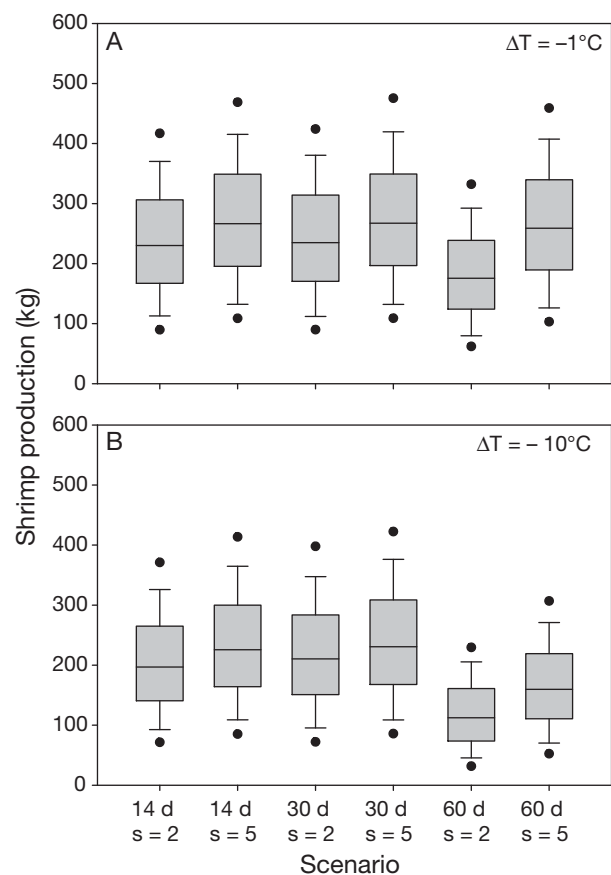 600
A
ΔT = –1°C
500
400
300
200
100
0
Shrimp production (kg)
600
B
ΔT = – 10°C
500
400
300
200
100
0
14 d 14 d 30 d 30 d 60 d 60 d
s = 2 s = 5 s = 2 s = 5 s = 2 s = 5
Scenario